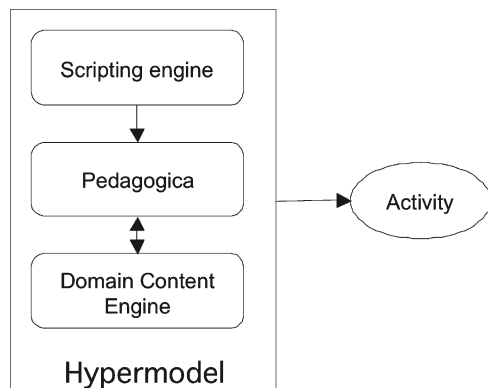 Scripting engine
Pedagogica
Activity
Domain Content
Engine
Hypermodel